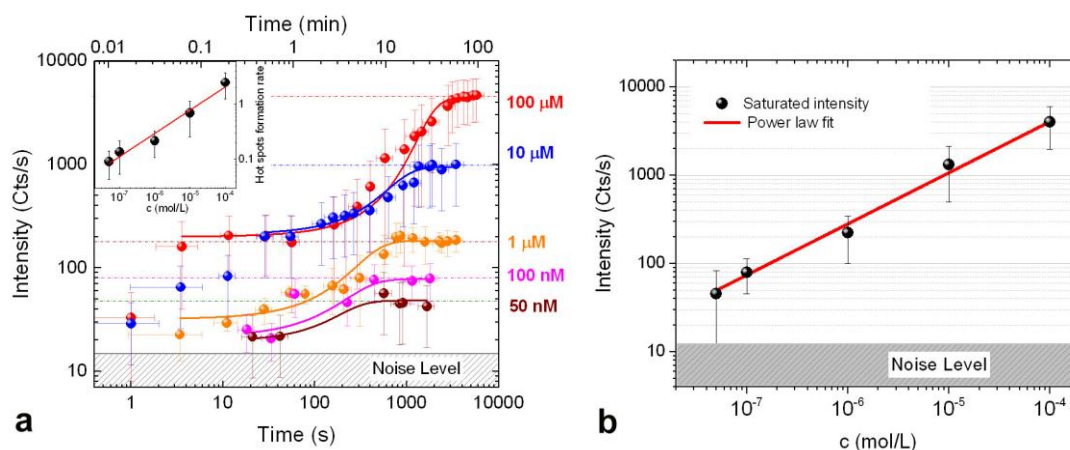 Time (min)
0.01 0.1 1 10 100
10000
1000
100
10
Intensity (Cts/s)
1
0.1
Hot spots formation rate
10⁻⁷ 10⁻⁶ 10⁻⁵ 10⁻⁴
c (mol/L)
100 μM
10 μM
1 μM
100 nM
50 nM
Noise Level
1 10 100 1000 10000
Time (s)
a
10000
1000
100
10
Intensity (Cts/s)
Saturated intensity
Power law fit
Noise Level
10⁻⁷ 10⁻⁶ 10⁻⁵ 10⁻⁴
c (mol/L)
b